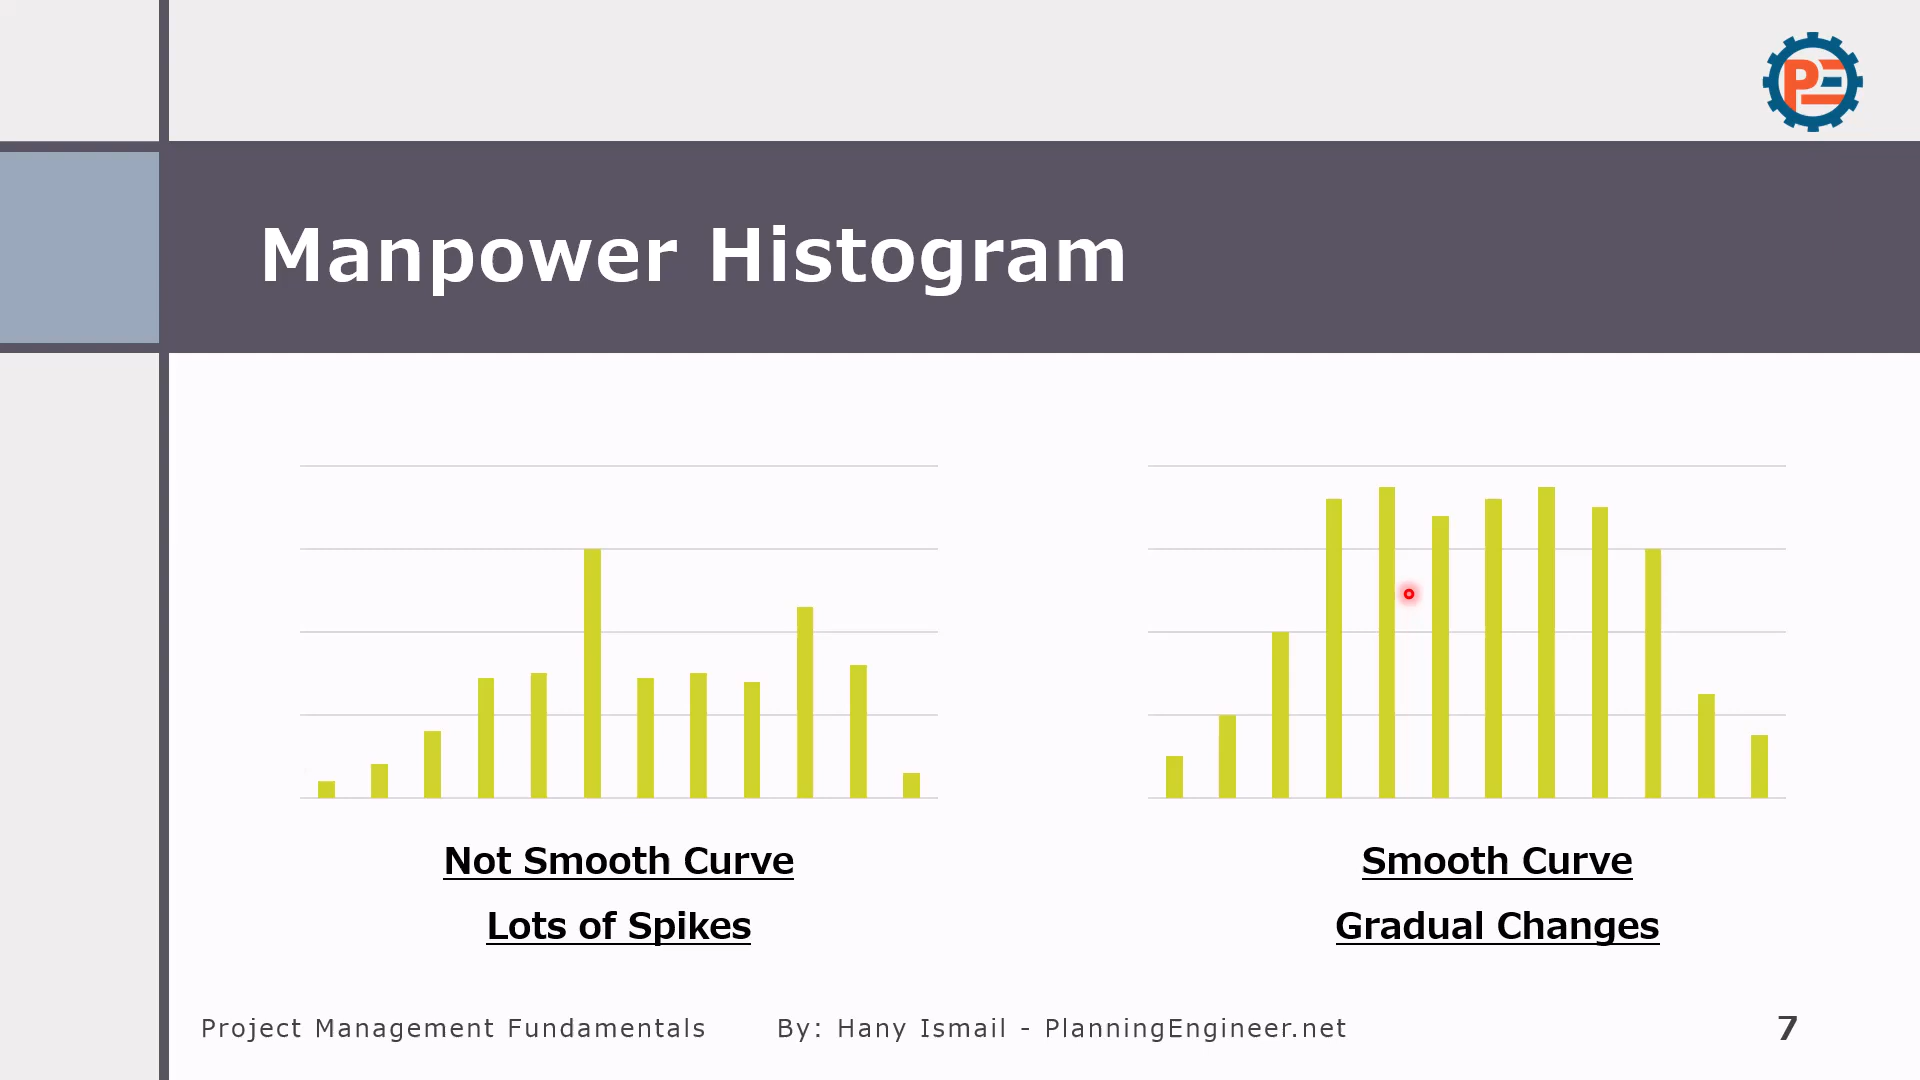 PE
Manpower Histogram
Not Smooth Curve
Lots of Spikes
Smooth Curve
Gradual Changes
Project Management Fundamentals
By: Hany Ismail - PlanningEngineer.net
7